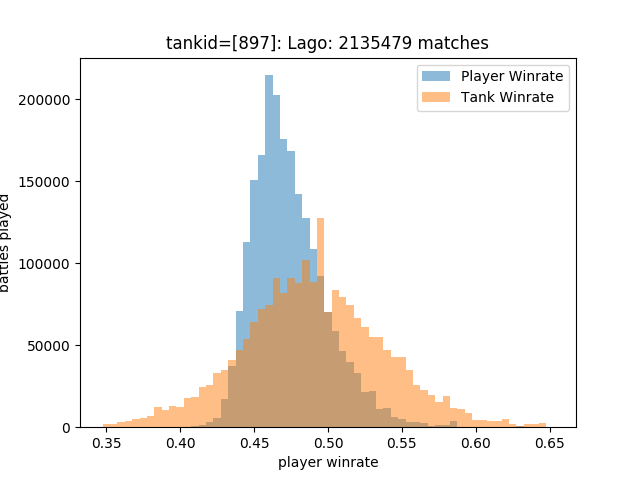 tankid=[897]: Lago: 2135479 matches
Player Winrate
Tank Winrate
200000
150000
100000
50000
0
battles played
0.35 0.40 0.45 0.50 0.55 0.60 0.65
player winrate